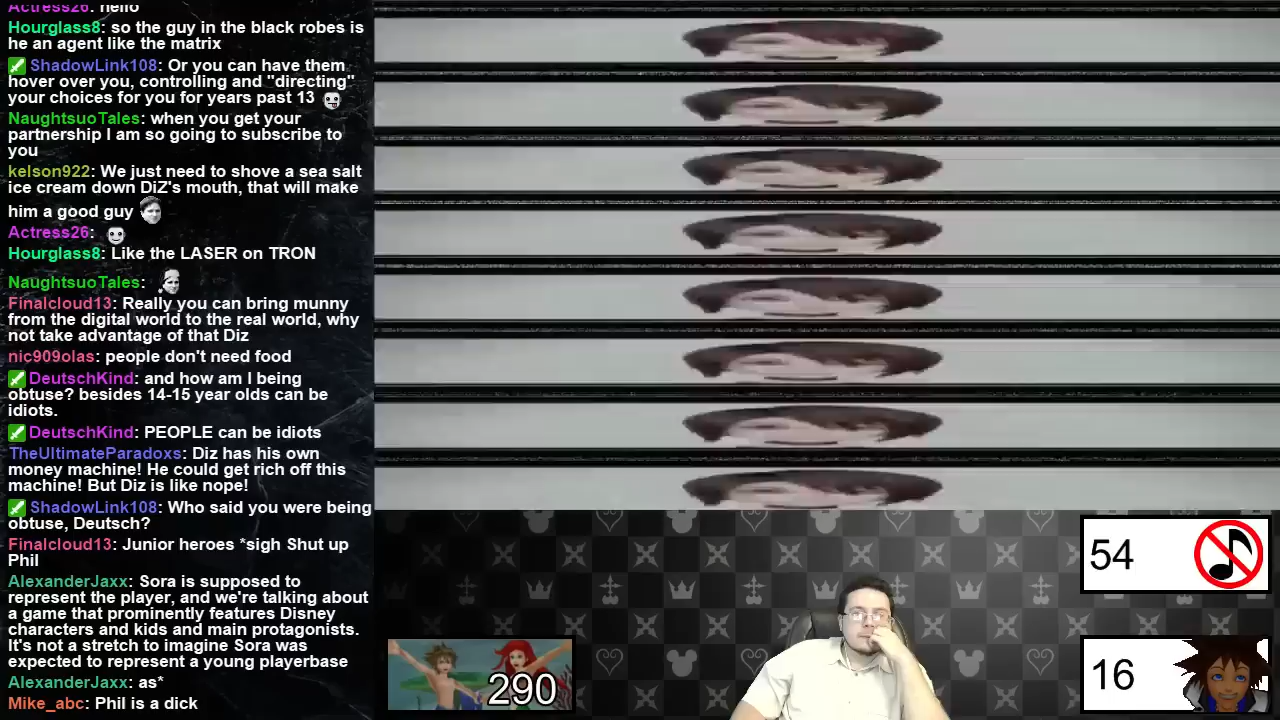 Actress26: hello
Hourglass8: so the guy in the black robes is
he an agent like the matrix
ShadowLink108: Or you can have them
hover over you, controlling and "directing"
your choices for you for years past 13
NaughtsuoTales: when you get your
partnership I am so going to subscribe to
you
kelson922: We just need to shove a sea salt
ice cream down DiZ's mouth, that will make
him a good guy
Actress26:
Hourglass8: Like the LASER on TRON
NaughtsuoTales:
Finalcloud13: Really you can bring munny
from the digital world to the real world, why
not take advantage of that Diz
nic909olas: people don't need food
DeutschKind: and how am I being
obtuse? besides 14-15 year olds can be
idiots.
DeutschKind: PEOPLE can be idiots
TheUltimateParadoxs: Diz has his own
money machine! He could get rich off this
machine! But Diz is like nope!
ShadowLink108: Who said you were being
obtuse, Deutsch?
Finalcloud13: Junior heroes *sigh Shut up
Phil
AlexanderJaxx: Sora is supposed to
represent the player, and we're talking about
a game that prominently features Disney
characters and kids and main protagonists.
It's not a stretch to imagine Sora was
expected to represent a young playerbase
AlexanderJaxx: as*
Mike_abc: Phil is a dick
54
290
16